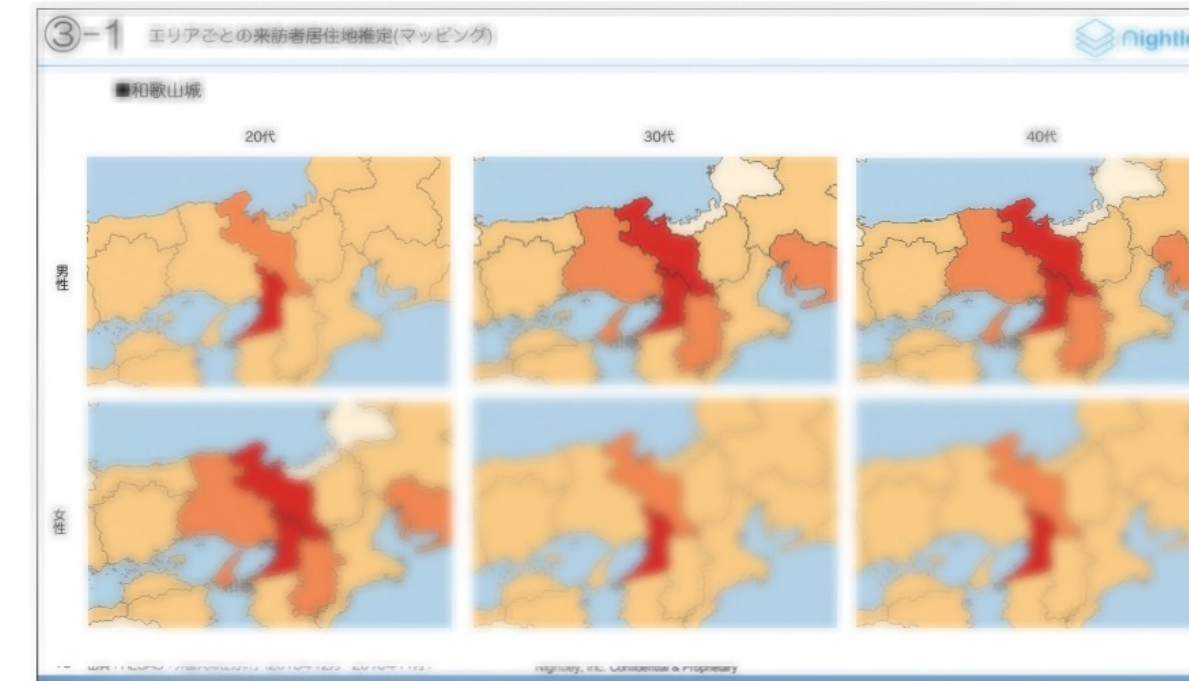 ③-1 エリアごとの来訪者居住地推定(マッピング)
Nightle
■和歌山城
20代 30代 40代
男性
女性
Nightley, Inc. Confidential & Proprietary